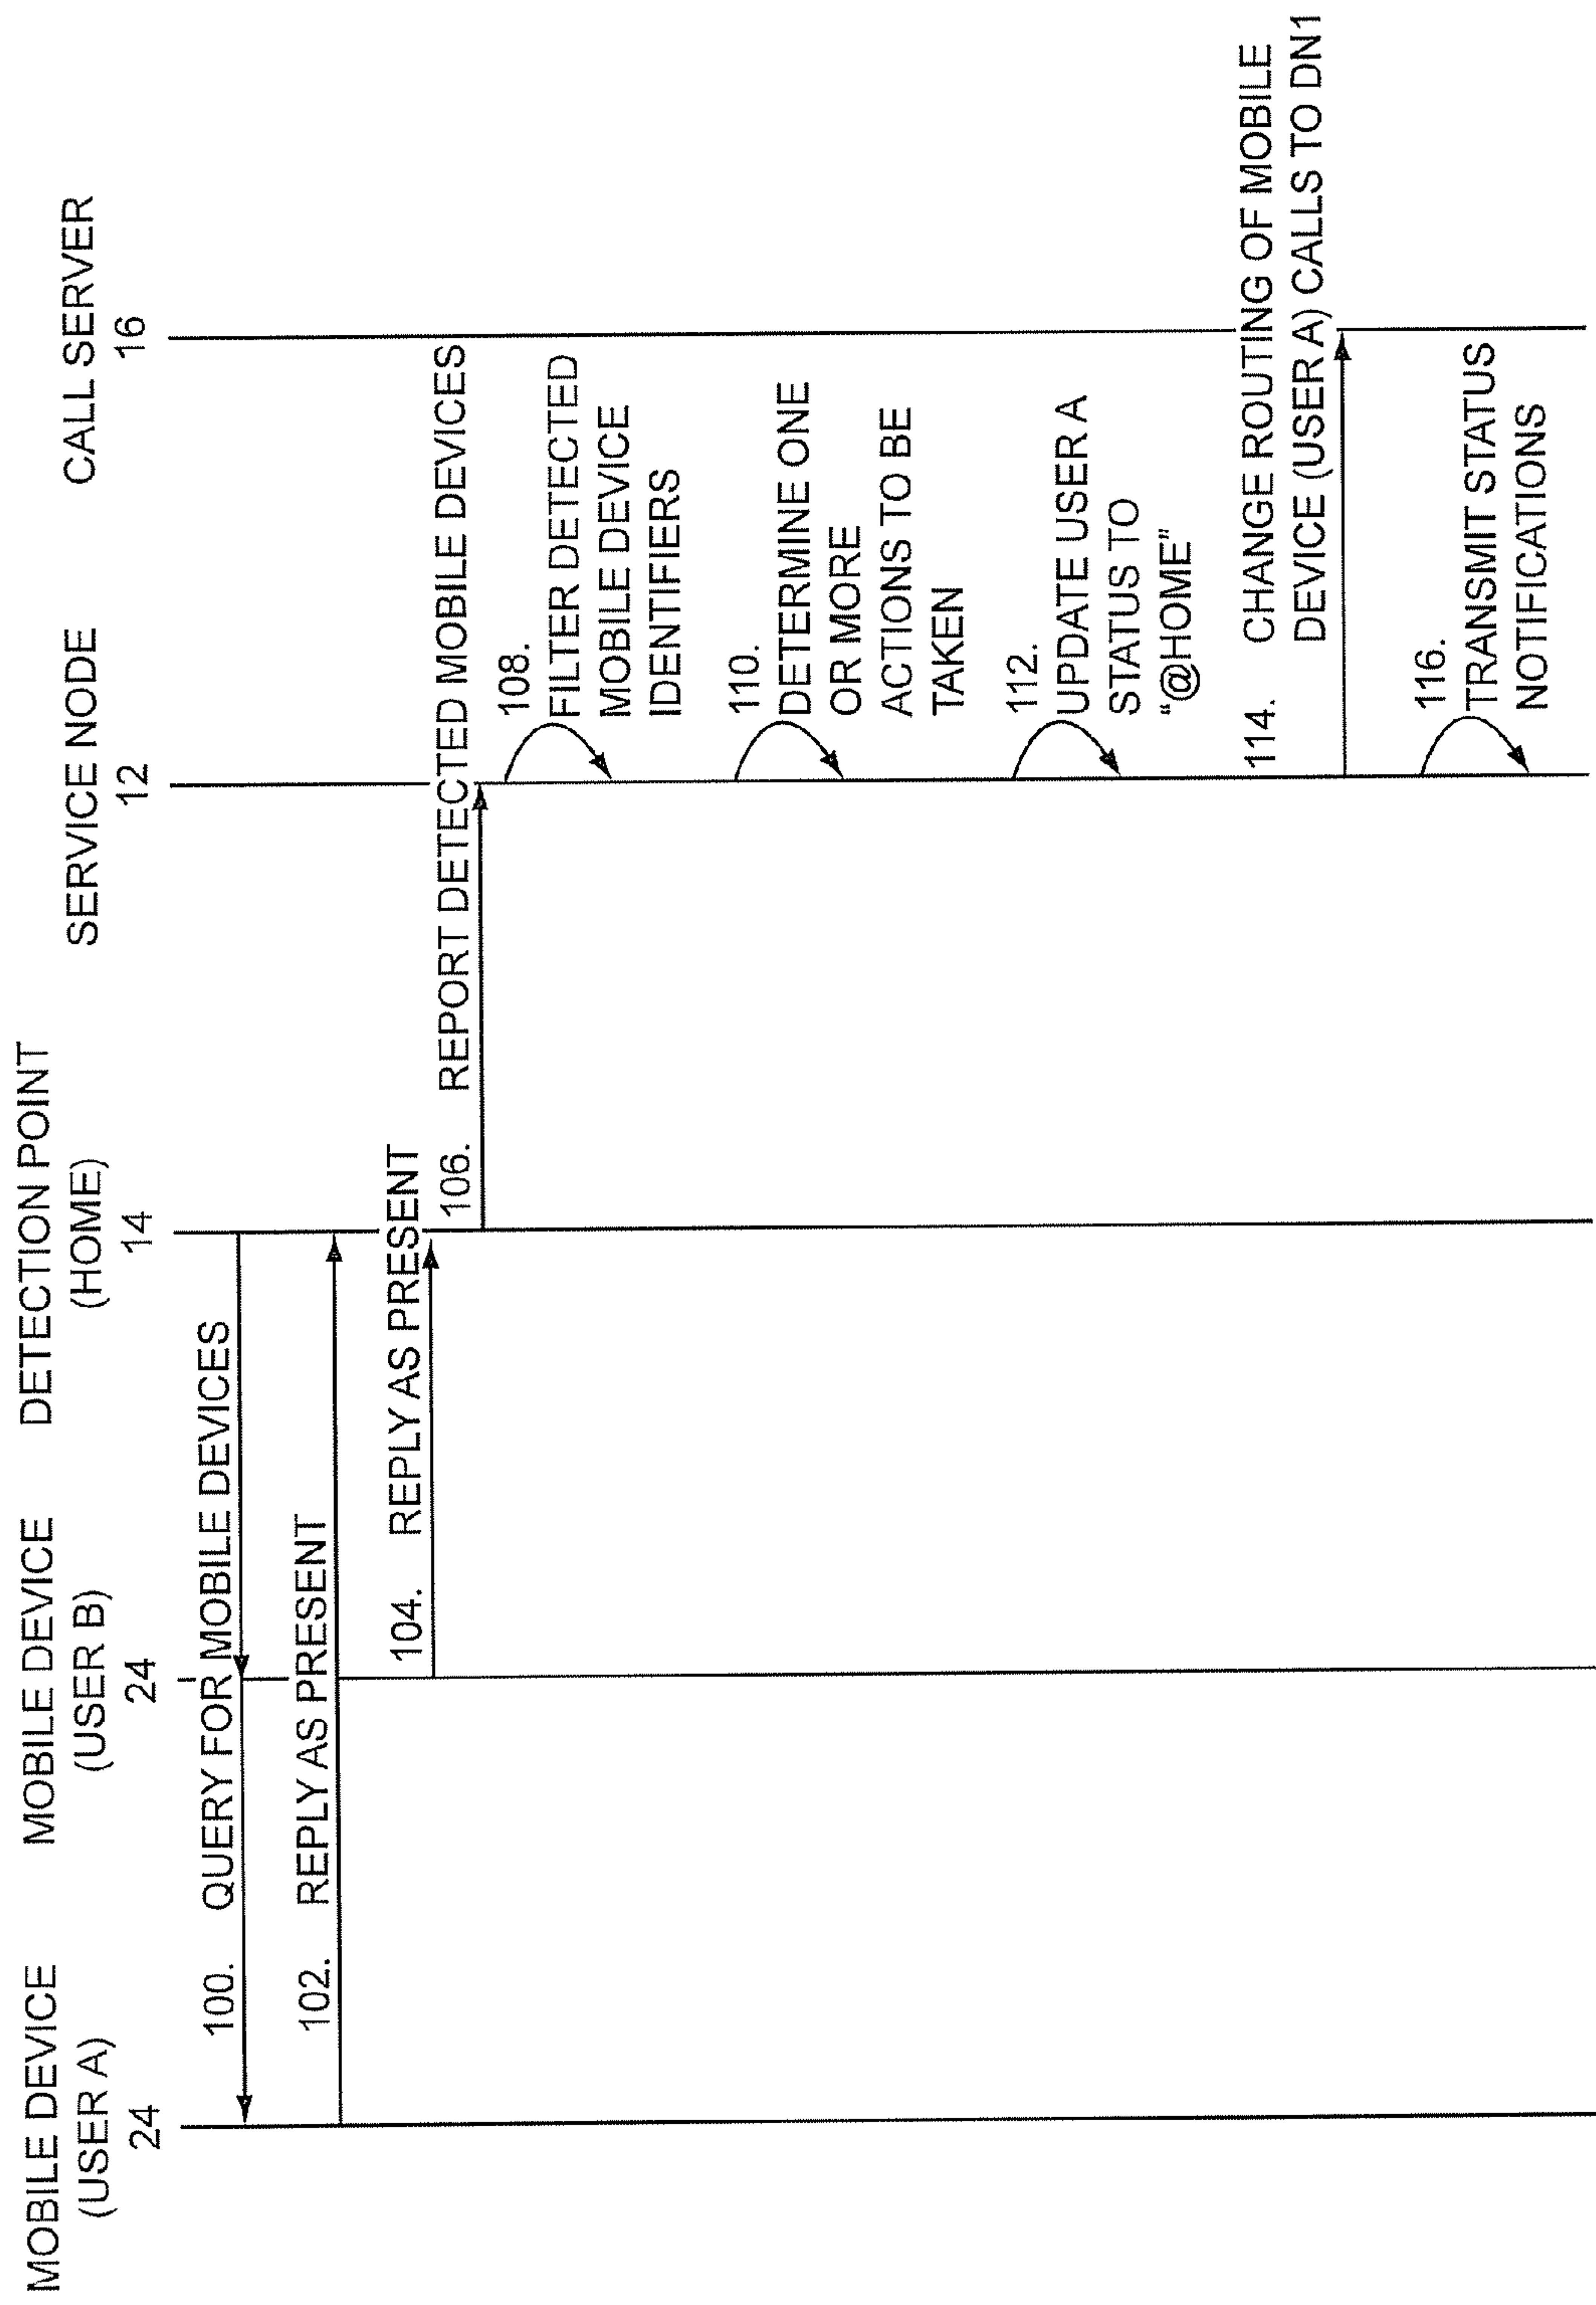 MOBILE DEVICE
(USER A)
24
MOBILE DEVICE
(USER B)
24
DETECTION POINT
(HOME)
14
SERVICE NODE
12
CALL SERVER
16
100. QUERY FOR MOBILE DEVICES
102. REPLY AS PRESENT
104. REPLY AS PRESENT
106. REPORT DETECTED MOBILE DEVICES
108.
FILTER DETECTED
MOBILE DEVICE
IDENTIFIERS
110.
DETERMINE ONE
OR MORE
ACTIONS TO BE
TAKEN
112.
UPDATE USER A
STATUS TO
“@HOME”
114. CHANGE ROUTING OF MOBILE
DEVICE (USER A) CALLS TO DN1
116.
TRANSMIT STATUS
NOTIFICATIONS